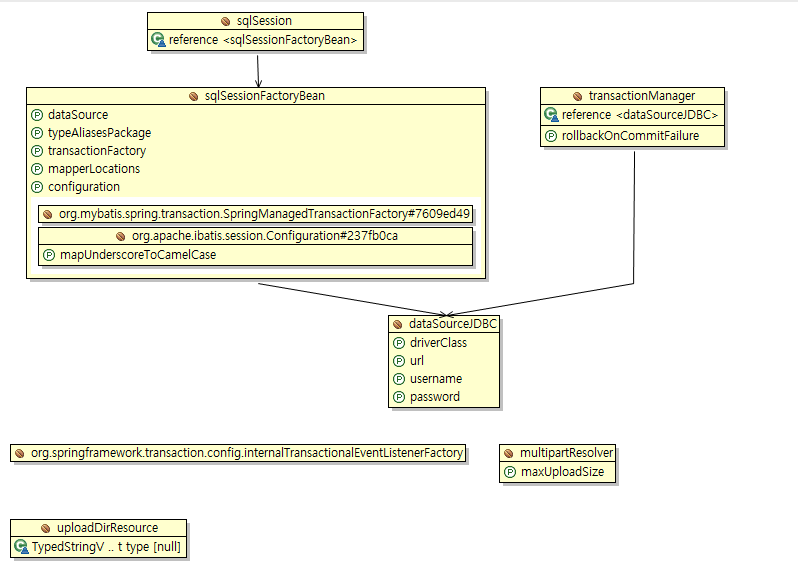 sqlSession
reference <sqlSessionFactoryBean>
sqlSessionFactoryBean
dataSource
typeAliasesPackage
transactionFactory
mapperLocations
configuration
org.mybatis.spring.transaction.SpringManagedTransactionFactory#7609ed49
org.apache.ibatis.session.Configuration#237fb0ca
mapUnderscoreToCamelCase
transactionManager
reference <dataSourceJDBC>
rollbackOnCommitFailure
dataSourceJDBC
driverClass
url
username
password
org.springframework.transaction.config.internalTransactionalEventListenerFactory
multipartResolver
maxUploadSize
uploadDirResource
TypedStringV .. t type [null]